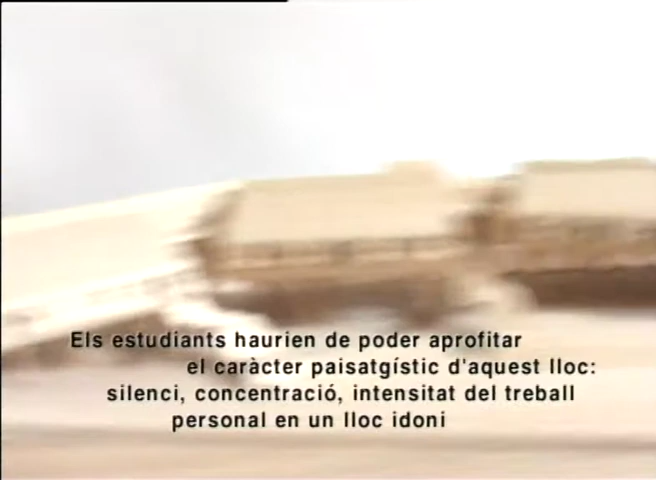 Els estudiants haurien de poder aprofitar
el caràcter paisatgístic d'aquest lloc:
silenci, concentració, intensitat del treball
personal en un lloc idoni